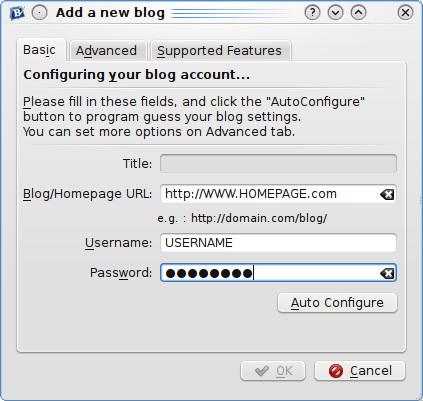 Add a new blog
Basic
Advanced
Supported Features
Configuring your blog account...
Please fill in these fields, and click the "AutoConfigure"
button to program guess your blog settings.
You can set more options on Advanced tab.
Title:
Blog/Homepage URL: http://WWW.HOMEPAGE.com
e.g. : http://domain.com/blog/
Username: USERNAME
Password: ●●●●●●●●
Auto Configure
OK
Cancel